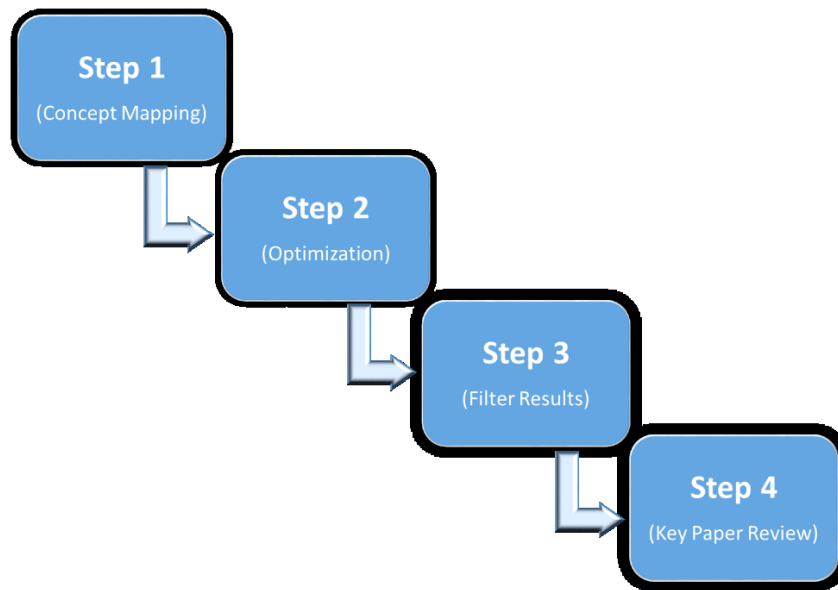 Step 1
(Concept Mapping)
Step 2
(Optimization)
Step 3
(Filter Results)
Step 4
(Key Paper Review)